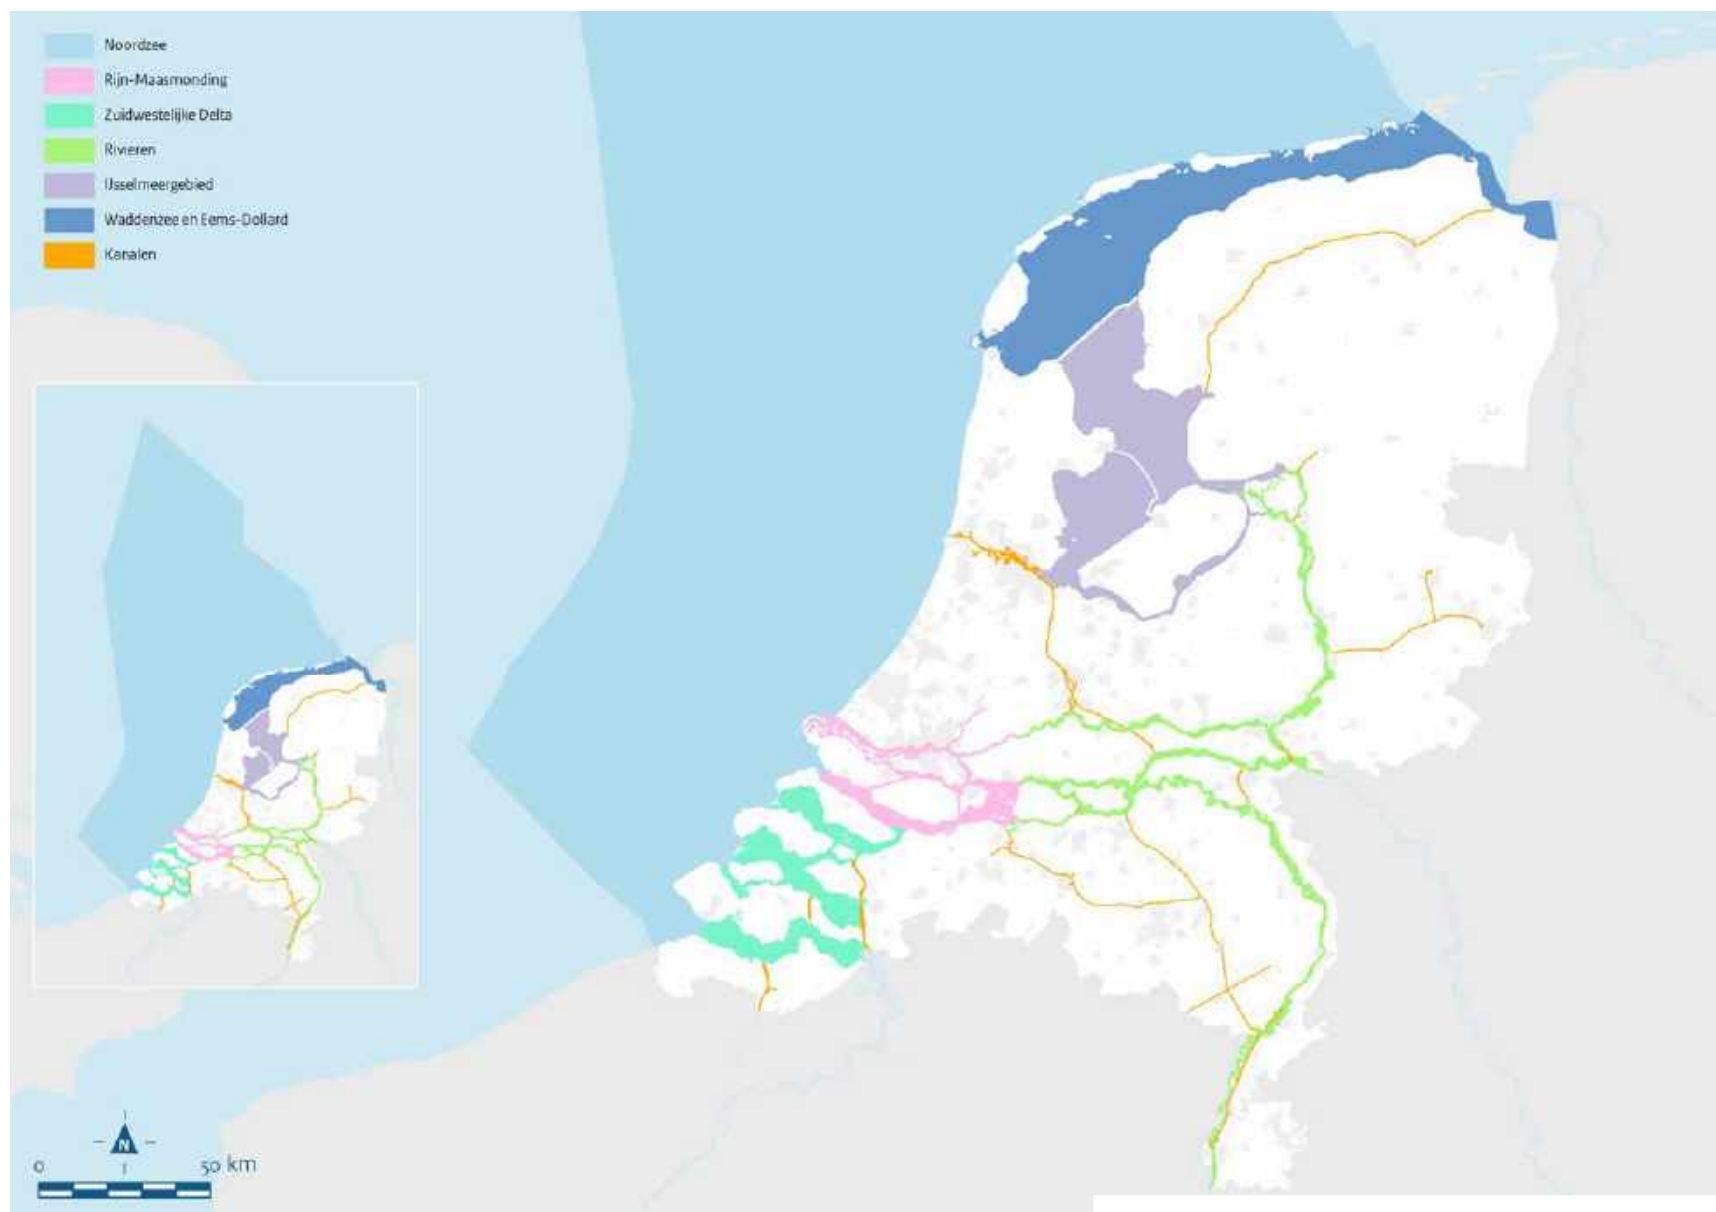 Noordzee
Rijn-Maasmonding
Zuidwestelijke Delta
Rivieren
IJsselmeergebied
Waddenzee en Eems-Dollard
Kanalen
N
0 50 km